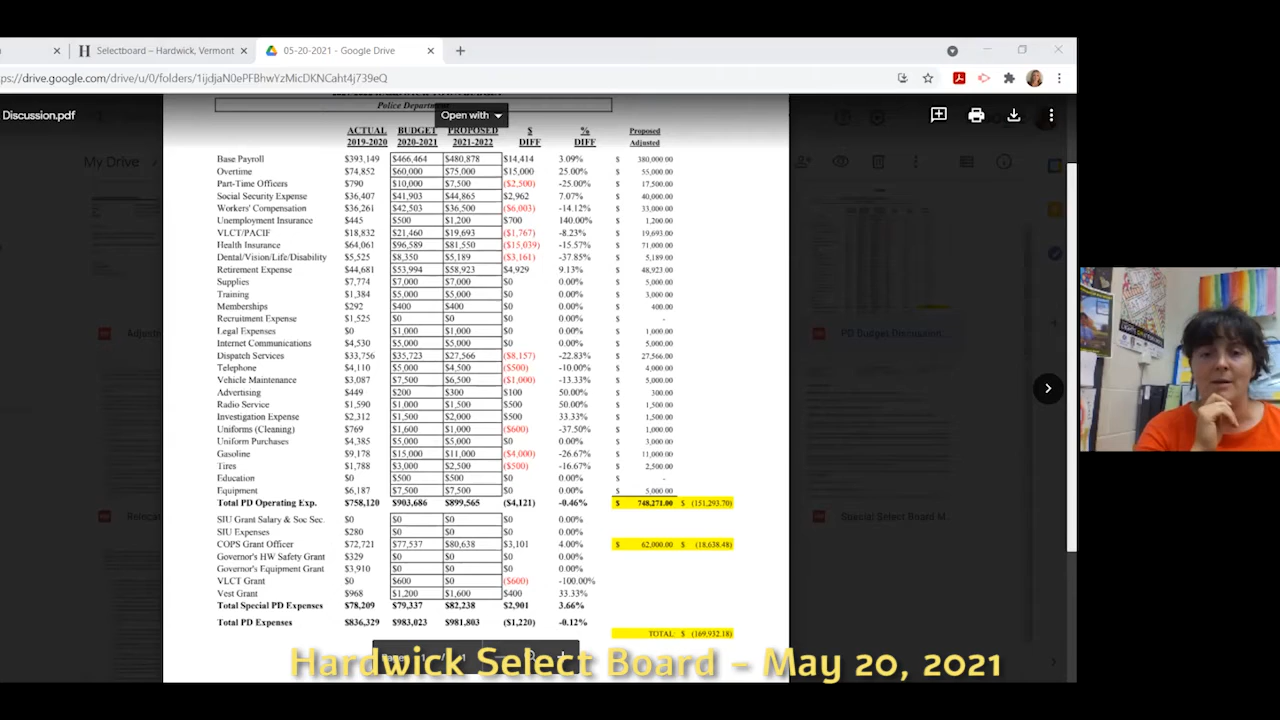 Selectboard – Hardwick, Vermont
05-20-2021 - Google Drive
ps://drive.google.com/drive/u/0/folders/1ijdjaN0ePFBhwYzMicDKNCaht4j739eQ
Discussion.pdf
Open with
My Drive
Police Department
ACTUAL BUDGET PROPOSED $ % Proposed
2019-2020 2020-2021 2021-2022 DIFF DIFF Adjusted
Base Payroll $393,149 $466,464 $480,878 $14,414 3.09% $ 380,000.00
Overtime $74,852 $60,000 $75,000 $15,000 25.00% $ 55,000.00
Part-Time Officers $790 $10,000 $7,500 ($2,500) -25.00% $ 17,500.00
Social Security Expense $36,407 $41,903 $44,865 $2,962 7.07% $ 40,000.00
Workers' Compensation $36,261 $42,503 $36,500 ($6,003) -14.12% $ 33,000.00
Unemployment Insurance $445 $500 $1,200 $700 140.00% $ 1,200.00
VLCT/PACIF $18,832 $21,460 $19,693 ($1,767) -8.23% $ 19,693.00
Health Insurance $64,061 $96,589 $81,550 ($15,039) -15.57% $ 71,000.00
Dental/Vision/Life/Disability $5,525 $8,350 $5,189 ($3,161) -37.85% $ 5,189.00
Retirement Expense $44,681 $53,994 $58,923 $4,929 9.13% $ 48,923.00
Supplies $7,774 $7,000 $7,000 $0 0.00% $ 5,000.00
Training $1,384 $5,000 $5,000 $0 0.00% $ 3,000.00
Memberships $292 $400 $400 $0 0.00% $ 400.00
Recruitment Expense $1,525 $0 $0 $0 0.00% $ -
Legal Expenses $0 $1,000 $1,000 $0 0.00% $ 1,000.00
Internet Communications $4,530 $5,000 $5,000 $0 0.00% $ 5,000.00
Dispatch Services $33,756 $35,723 $27,566 ($8,157) -22.83% $ 27,566.00
Telephone $4,110 $5,000 $4,500 ($500) -10.00% $ 4,000.00
Vehicle Maintenance $3,087 $7,500 $6,500 ($1,000) -13.33% $ 5,000.00
Advertising $449 $200 $300 $100 50.00% $ 300.00
Radio Service $1,590 $1,000 $1,500 $500 50.00% $ 1,500.00
Investigation Expense $2,312 $1,500 $2,000 $500 33.33% $ 1,500.00
Uniforms (Cleaning) $769 $1,600 $1,000 ($600) -37.50% $ 1,000.00
Uniform Purchases $4,385 $5,000 $5,000 $0 0.00% $ 3,000.00
Gasoline $9,178 $15,000 $11,000 ($4,000) -26.67% $ 11,000.00
Tires $1,788 $3,000 $2,500 ($500) -16.67% $ 2,500.00
Education $0 $500 $500 $0 0.00% $ -
Equipment $6,187 $7,500 $7,500 $0 0.00% $ 5,000.00
Total PD Operating Exp. $758,120 $903,686 $899,565 ($4,121) -0.46% $ 748,271.00 $ (151,293.70)
SIU Grant Salary & Soc Sec. $0 $0 $0 $0 0.00%
SIU Expenses $280 $0 $0 $0 0.00%
COPS Grant Officer $72,721 $77,537 $80,638 $3,101 4.00% $ 62,000.00 $ (18,638.48)
Governor's HW Safety Grant $329 $0 $0 $0 0.00%
Governor's Equipment Grant $3,910 $0 $0 $0 0.00%
VLCT Grant $0 $600 $0 ($600) -100.00%
Vest Grant $968 $1,200 $1,600 $400 33.33%
Total Special PD Expenses $78,209 $79,337 $82,238 $2,901 3.66%
Total PD Expenses $836,329 $983,023 $981,803 ($1,220) -0.12%
TOTAL: $ (169,932.18)
PD Budget Discussion...
Special Select Board M...
Hardwick Select Board - May 20, 2021